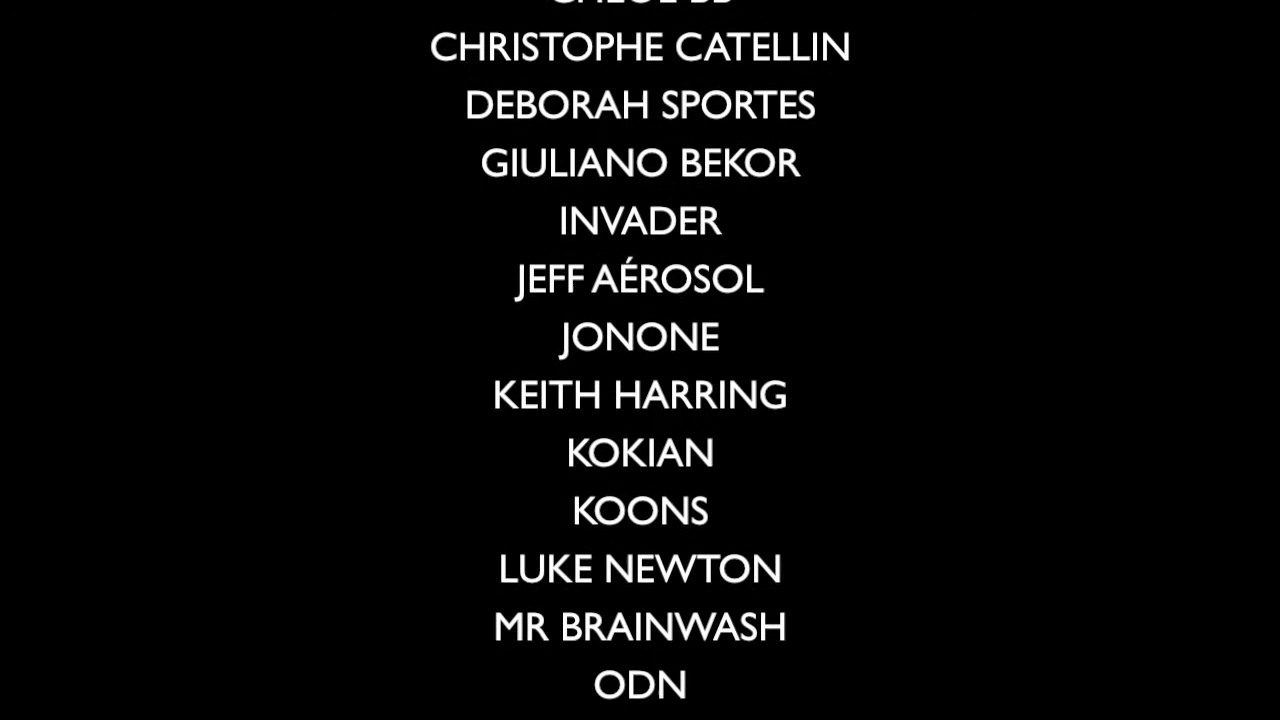 CHRISTOPHE CATELLIN
DEBORAH SPORTES
GIULIANO BEKOR
INVADER
JEFF AÉROSOL
JONONE
KEITH HARRING
KOKIAN
KOONS
LUKE NEWTON
MR BRAINWASH
ODN